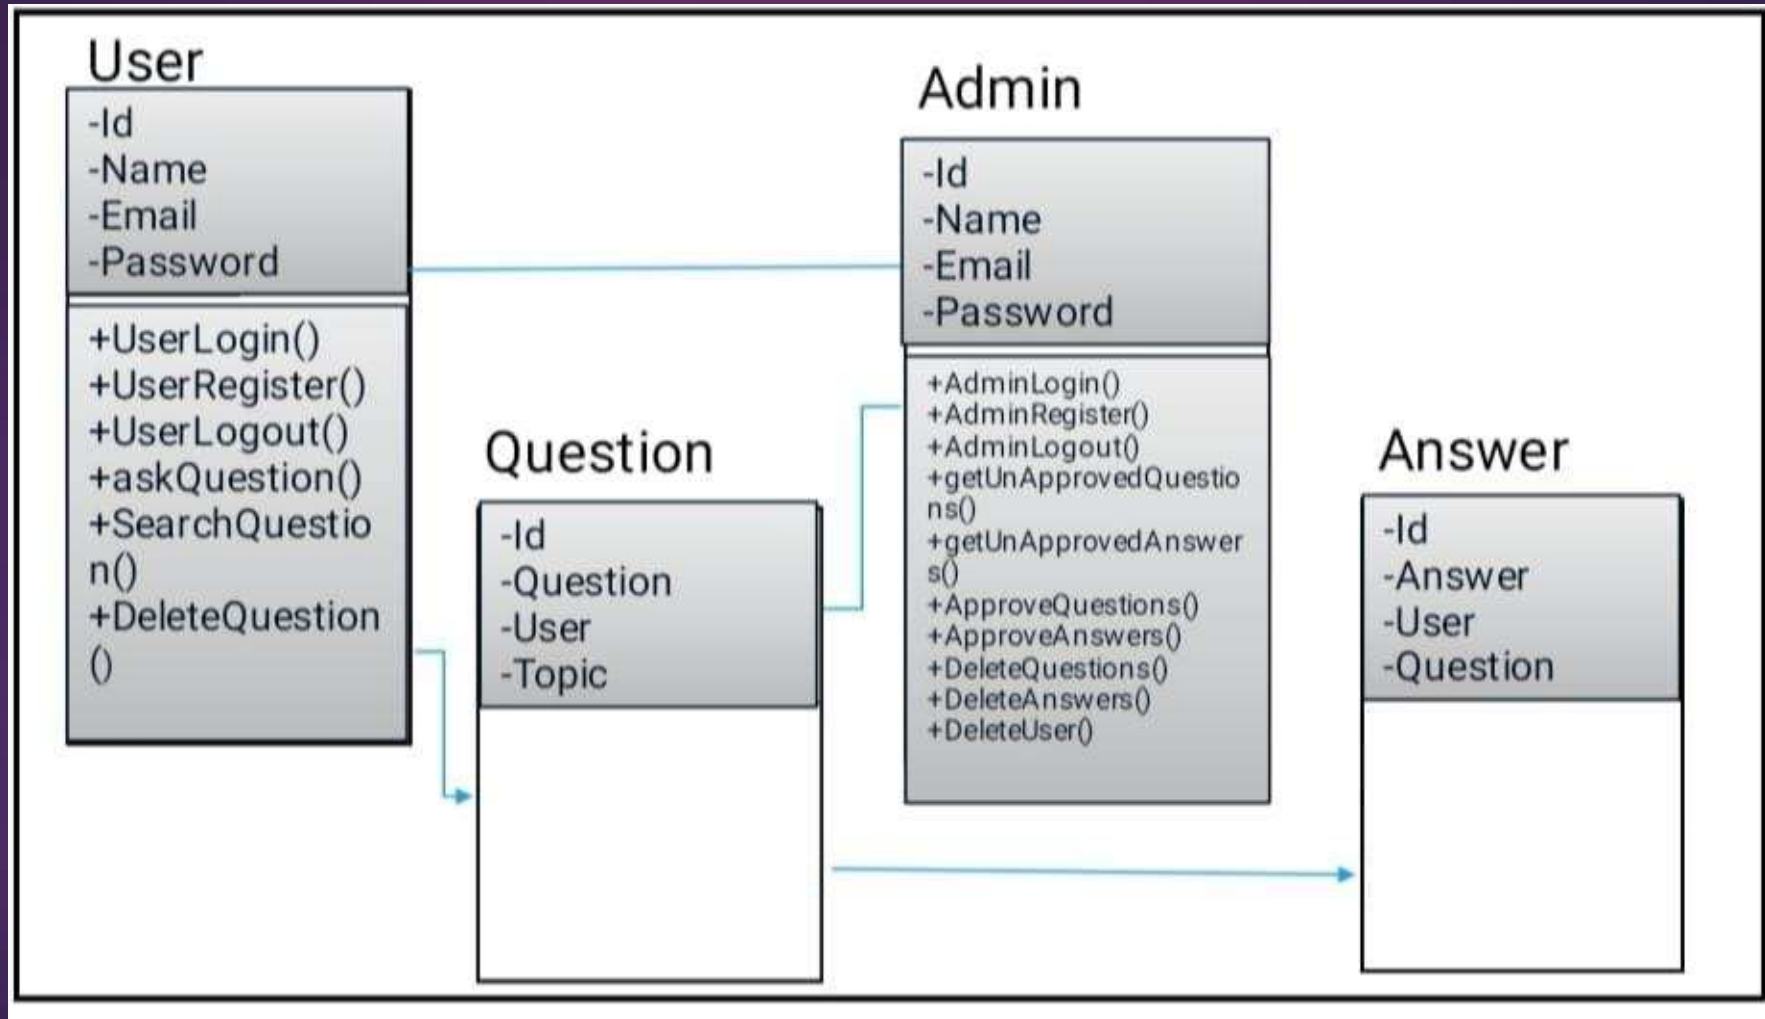 User
-Id
-Name
-Email
-Password
+UserLogin()
+UserRegister()
+UserLogout()
+askQuestion()
+SearchQuestio
n()
+DeleteQuestion
()
Question
-Id
-Question
-User
-Topic
Admin
-Id
-Name
-Email
-Password
+AdminLogin()
+AdminRegister()
+AdminLogout()
+getUnApprovedQuestio
ns()
+getUnApprovedAnswer
s()
+ApproveQuestions()
+ApproveAnswers()
+DeleteQuestions()
+DeleteAnswers()
+DeleteUser()
Answer
-Id
-Answer
-User
-Question